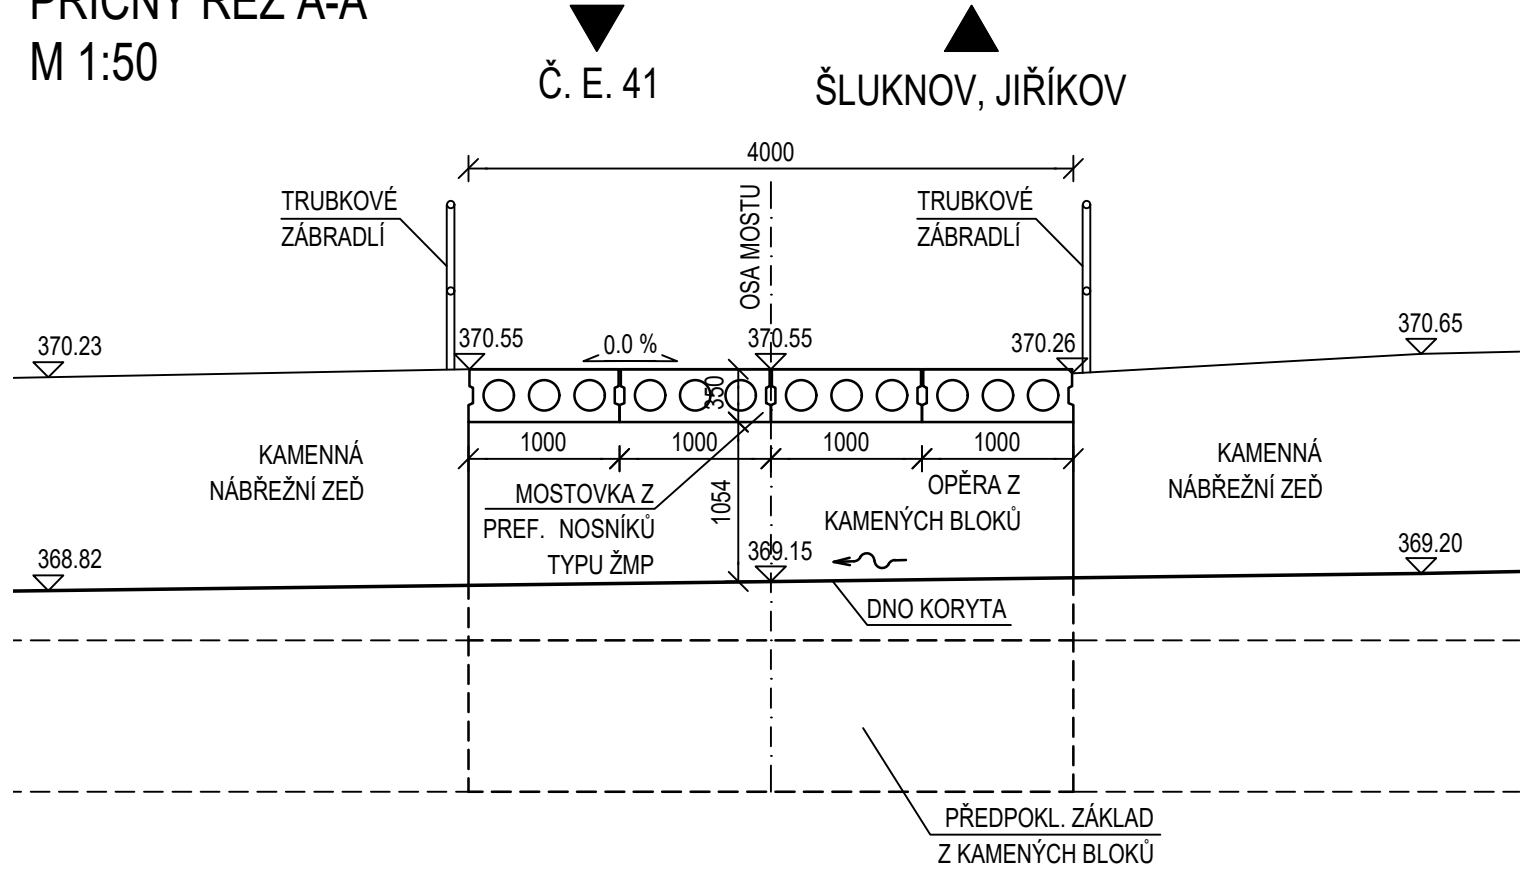 PŘÍČNÝ ŘEZ A-A
M 1:50
Č. E. 41
ŠLUKNOV, JIŘÍKOV
4000
TRUBKOVÉ
ZÁBRADLÍ
OSA MOSTU
TRUBKOVÉ
ZÁBRADLÍ
370.23
370.55
0.0 %
370.55
370.26
370.65
350
1000
1000
1000
1000
KAMENNÁ
NÁBŘEŽNÍ ZEĎ
MOSTOVKA Z
PREF. NOSNÍKŮ
TYPU ŽMP
1054
OPĚRA Z
KAMENÝCH BLOKŮ
KAMENNÁ
NÁBŘEŽNÍ ZEĎ
368.82
369.15
369.20
DNO KORYTA
PŘEDPOKL. ZÁKLAD
Z KAMENÝCH BLOKŮ